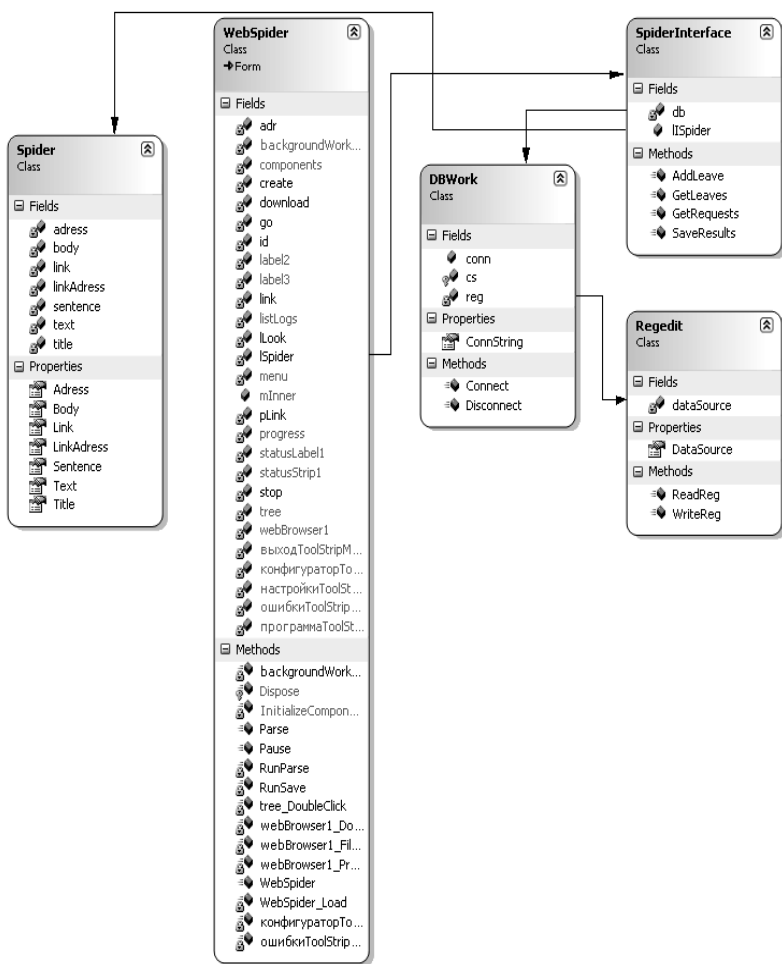 Spider
Class
Fields
adress
body
link
linkAdress
sentence
text
title
Properties
Adress
Body
Link
LinkAdress
Sentence
Text
Title
WebSpider
Class
Form
Fields
adr
backgroundWork...
components
create
download
go
id
label2
label3
link
listLogs
lLook
lSpider
menu
mInner
pLink
progress
statusLabel1
statusStrip1
stop
tree
webBrowser1
выходToolStripM...
конфигураторTo...
настройкиToolSt...
ошибкиToolStrip...
программаToolSt...
Methods
backgroundWork...
Dispose
InitializeCompon...
Parse
Pause
RunParse
RunSave
tree_DoubleClick
webBrowser1_Do...
webBrowser1_Fil...
webBrowser1_Pr...
WebSpider
WebSpider_Load
конфигураторTo...
ошибкиToolStrip...
DBWork
Class
Fields
conn
cs
reg
Properties
ConnString
Methods
Connect
Disconnect
SpiderInterface
Class
Fields
db
lISpider
Methods
AddLeave
GetLeaves
GetRequests
SaveResults
Regedit
Class
Fields
dataSource
Properties
DataSource
Methods
ReadReg
WriteReg